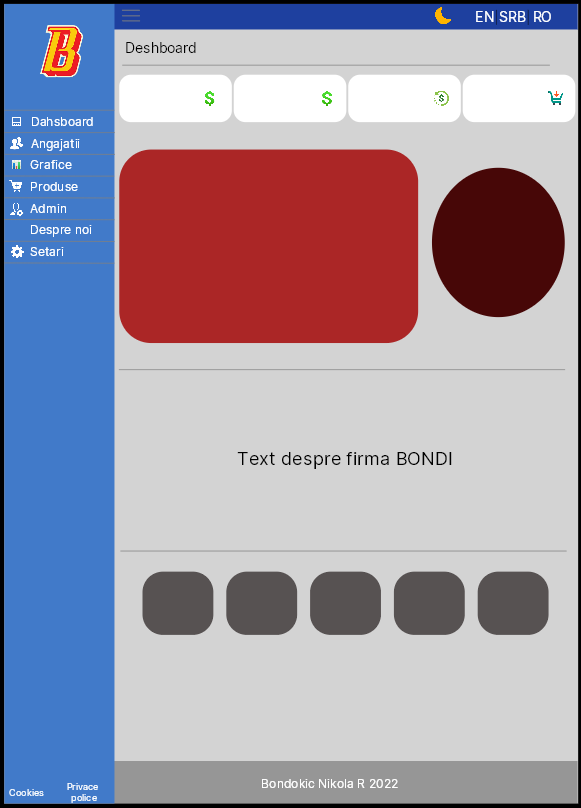 B
EN SRB RO
Deshboard
$ $ $
Dahsboard
Angajatii
Grafice
Produse
Admin
Despre noi
Setari
Text despre firma BONDI
Cookies
Privace
police
Bondokic Nikola R 2022